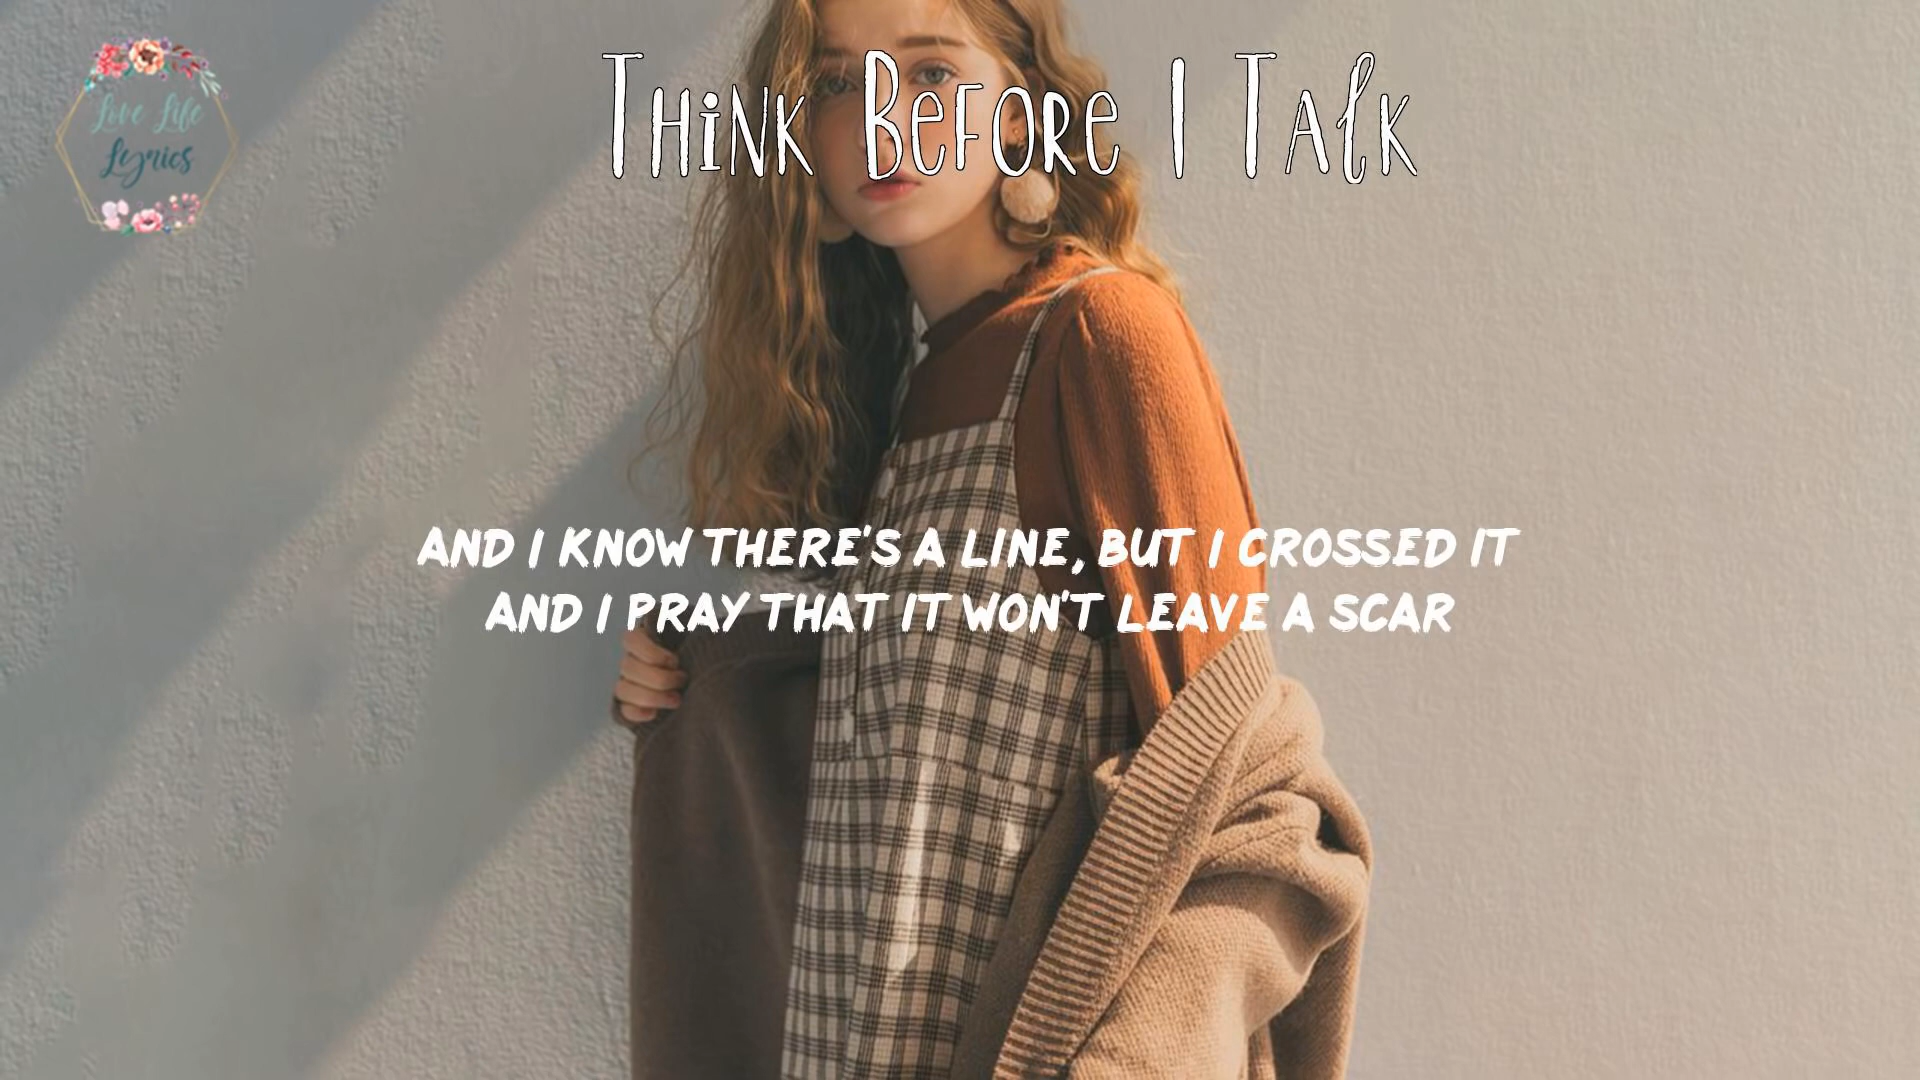 Love Life
Lyrics
Think Before I Talk
AND I KNOW THERE'S A LINE, BUT I CROSSED IT
AND I PRAY THAT IT WON'T LEAVE A SCAR